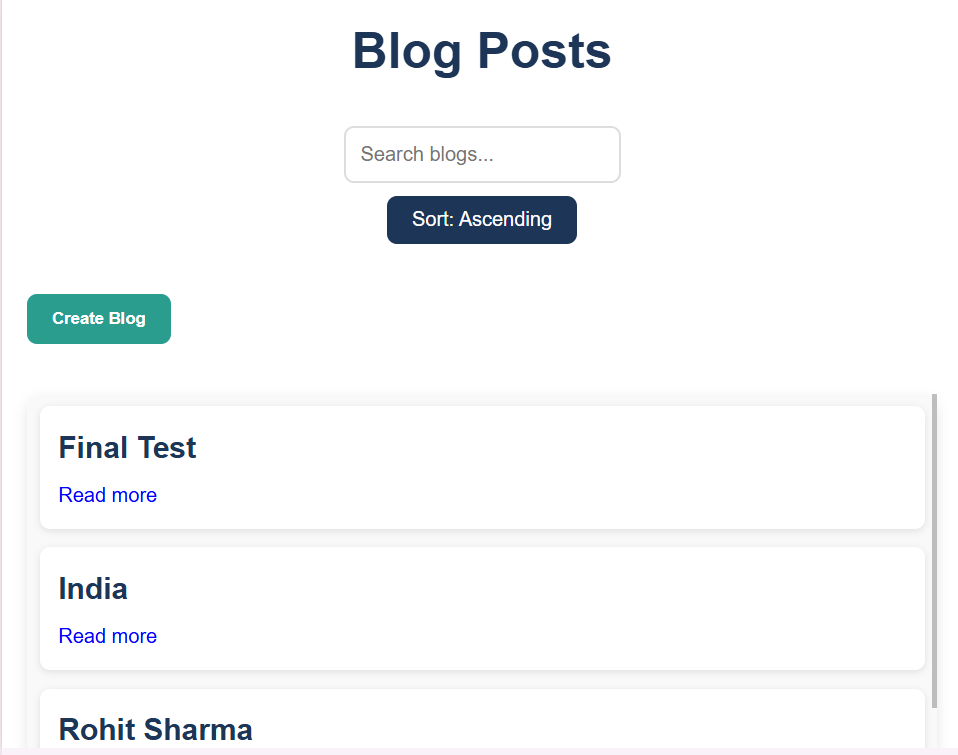 Blog Posts
Search blogs...
Sort: Ascending
Create Blog
Final Test
Read more
India
Read more
Rohit Sharma